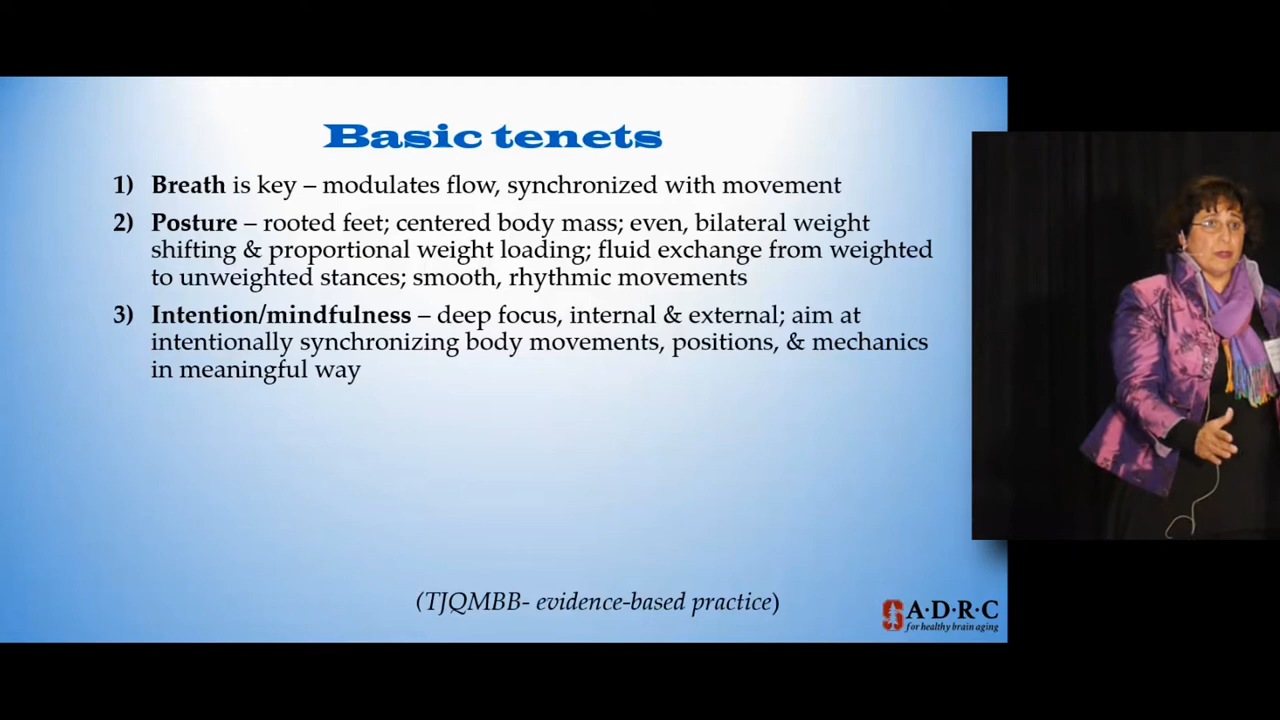 Basic tenets
1) Breath is key – modulates flow, synchronized with movement
2) Posture – rooted feet; centered body mass; even, bilateral weight
shifting & proportional weight loading; fluid exchange from weighted
to unweighted stances; smooth, rhythmic movements
3) Intention/mindfulness – deep focus, internal & external; aim at
intentionally synchronizing body movements, positions, & mechanics
in meaningful way
(TJQMBB- evidence-based practice)
A·D·R·C
for healthy brain aging